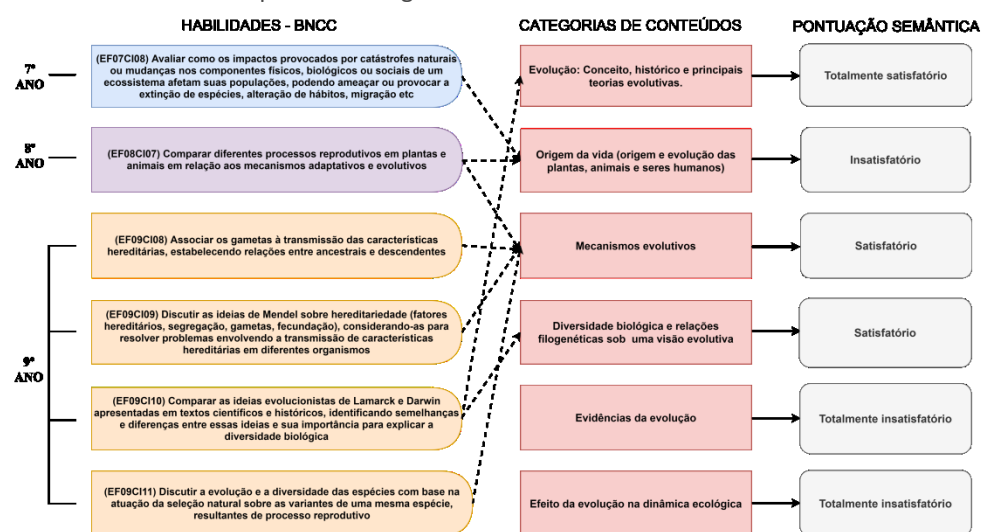 HABILIDADES - BNCC
CATEGORIAS DE CONTEÚDOS
PONTUAÇÃO SEMÂNTICA
7º
ANO
(EF07CI08) Avaliar como os impactos provocados por catástrofes naturais
ou mudanças nos componentes físicos, biológicos ou sociais de um
ecossistema afetam suas populações, podendo ameaçar ou provocar a
extinção de espécies, alteração de hábitos, migração etc
Evolução: Conceito, histórico e principais
teorias evolutivas.
Totalmente satisfatório
8º
ANO
(EF08CI07) Comparar diferentes processos reprodutivos em plantas e
animais em relação aos mecanismos adaptativos e evolutivos
Origem da vida (origem e evolução das
plantas, animais e seres humanos)
Insatisfatório
(EF09CI08) Associar os gametas à transmissão das características
hereditárias, estabelecendo relações entre ancestrais e descendentes
Mecanismos evolutivos
Satisfatório
9º
ANO
(EF09CI09) Discutir as ideias de Mendel sobre hereditariedade (fatores
hereditários, segregação, gametas, fecundação), considerando-as para
resolver problemas envolvendo a transmissão de características
hereditárias em diferentes organismos
Diversidade biológica e relações
filogenéticas sob uma visão evolutiva
Satisfatório
(EF09CI10) Comparar as ideias evolucionistas de Lamarck e Darwin
apresentadas em textos científicos e históricos, identificando semelhanças
e diferenças entre essas ideias e sua importância para explicar a
diversidade biológica
Evidências da evolução
Totalmente insatisfatório
(EF09CI11) Discutir a evolução e a diversidade das espécies com base na
atuação da seleção natural sobre as variantes de uma mesma espécie,
resultantes de processo reprodutivo
Efeito da evolução na dinâmica ecológica
Totalmente insatisfatório